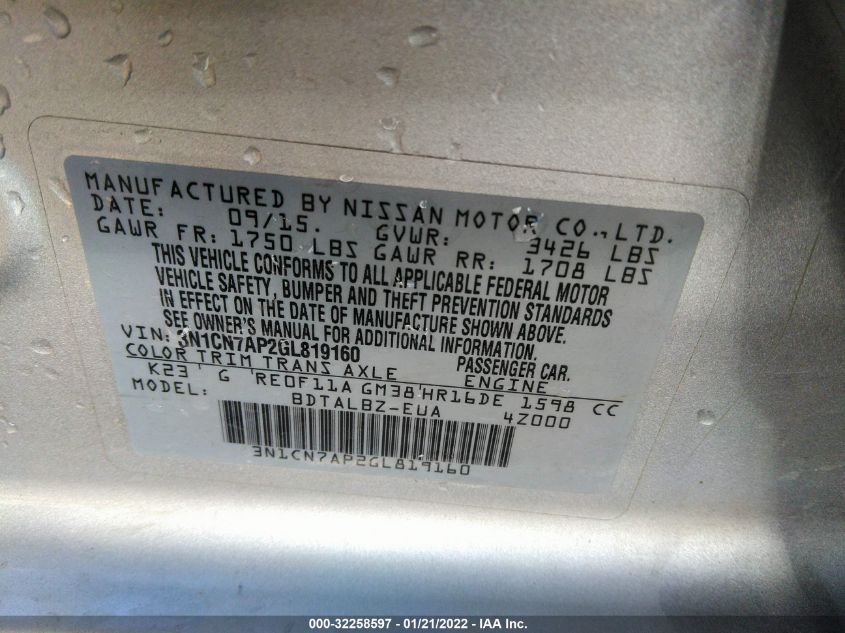 MANUFACTURED BY NISSAN MOTOR CO., LTD.
DATE: 09/15. GVWR: 3426 LBS
GAWR FR: 1750 LBS GAWR RR: 1708 LBS
THIS VEHICLE CONFORMS TO ALL APPLICABLE FEDERAL MOTOR
VEHICLE SAFETY, BUMPER AND THEFT PREVENTION STANDARDS
IN EFFECT ON THE DATE OF MANUFACTURE SHOWN ABOVE.
SEE OWNER'S MANUAL FOR ADDITIONAL INFORMATION.
VIN: 3N1CN7AP2GL819160 PASSENGER CAR.
COLOR TRIM TRANS AXLE ENGINE
K23 ' G 'RE0F11A GM38'HR16DE 1598 CC
MODEL: BDTALBZ-EUA 4Z000
3N1CN7AP2GL819160
000-32258597 - 01/21/2022 - IAA Inc.